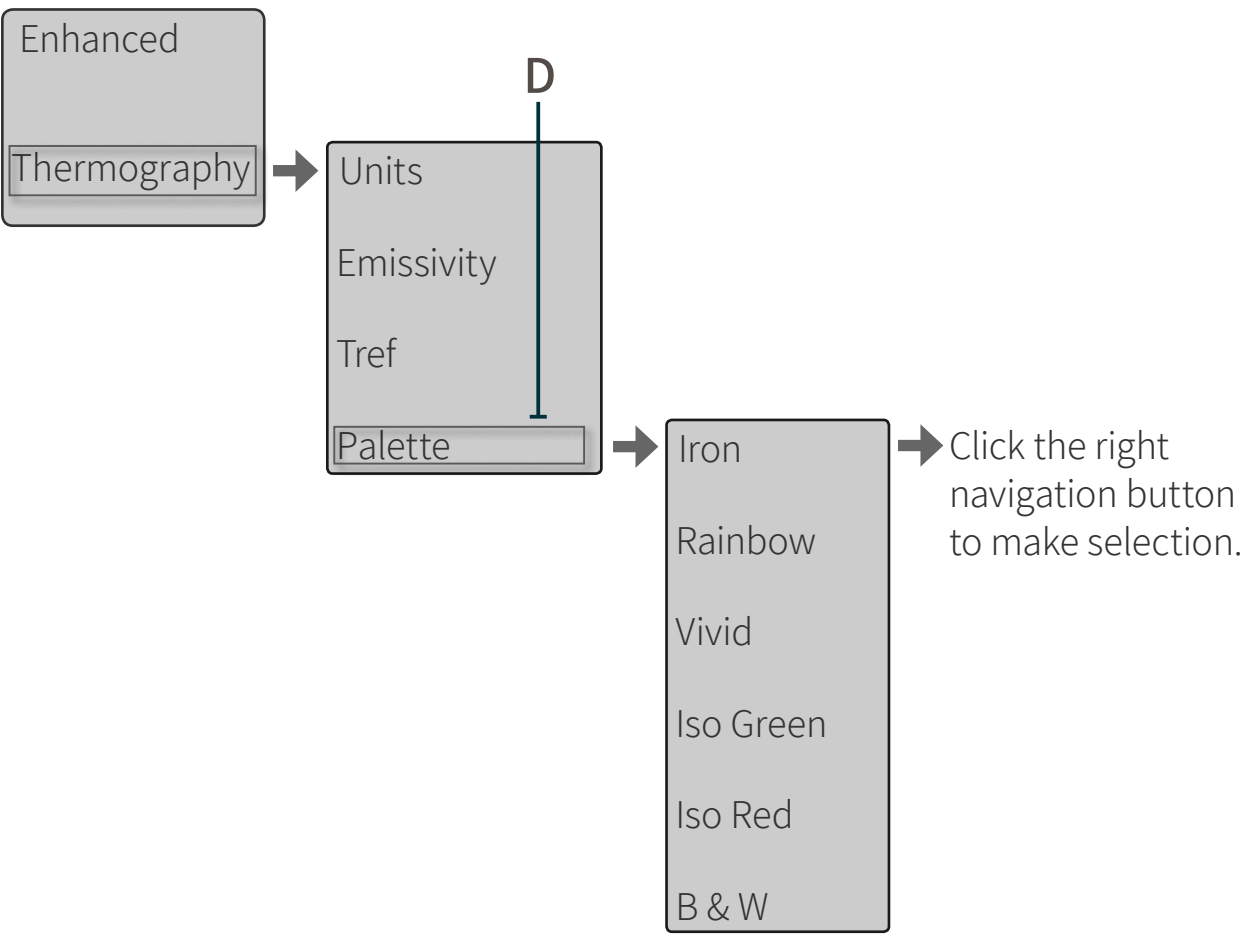 Enhanced
Thermography
D
Units
Emissivity
Tref
Palette
Iron
Rainbow
Vivid
Iso Green
Iso Red
B & W
Click the right
navigation button
to make selection.